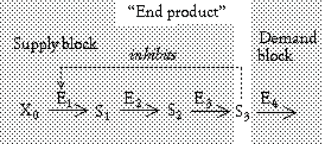 “End product”
Supply block
Demand block
inhibits
E1 E2 E3 E4
X0 S1 S2 S3